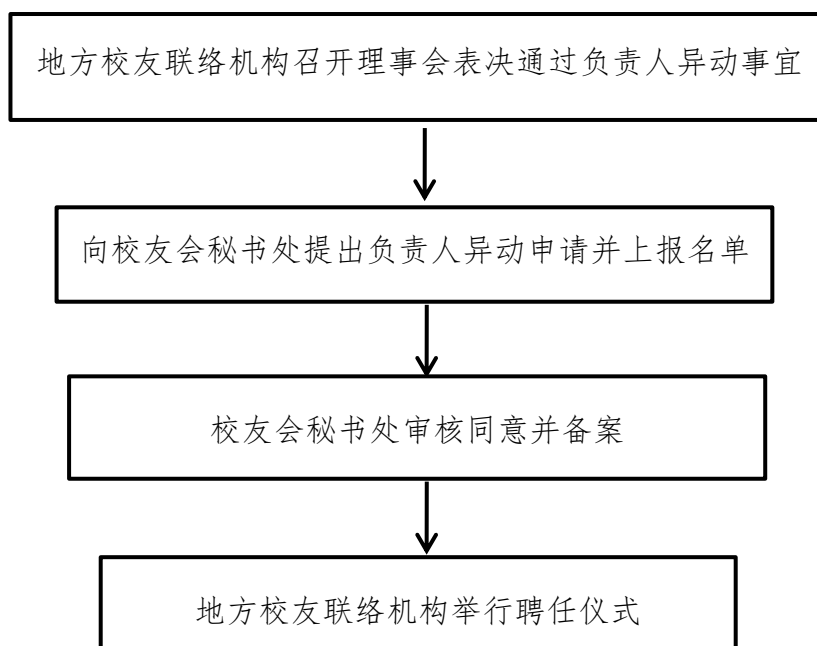 地方校友联络机构召开理事会表决通过负责人异动事宜
向校友会秘书处提出负责人异动申请并上报名单
校友会秘书处审核同意并备案
地方校友联络机构举行聘任仪式